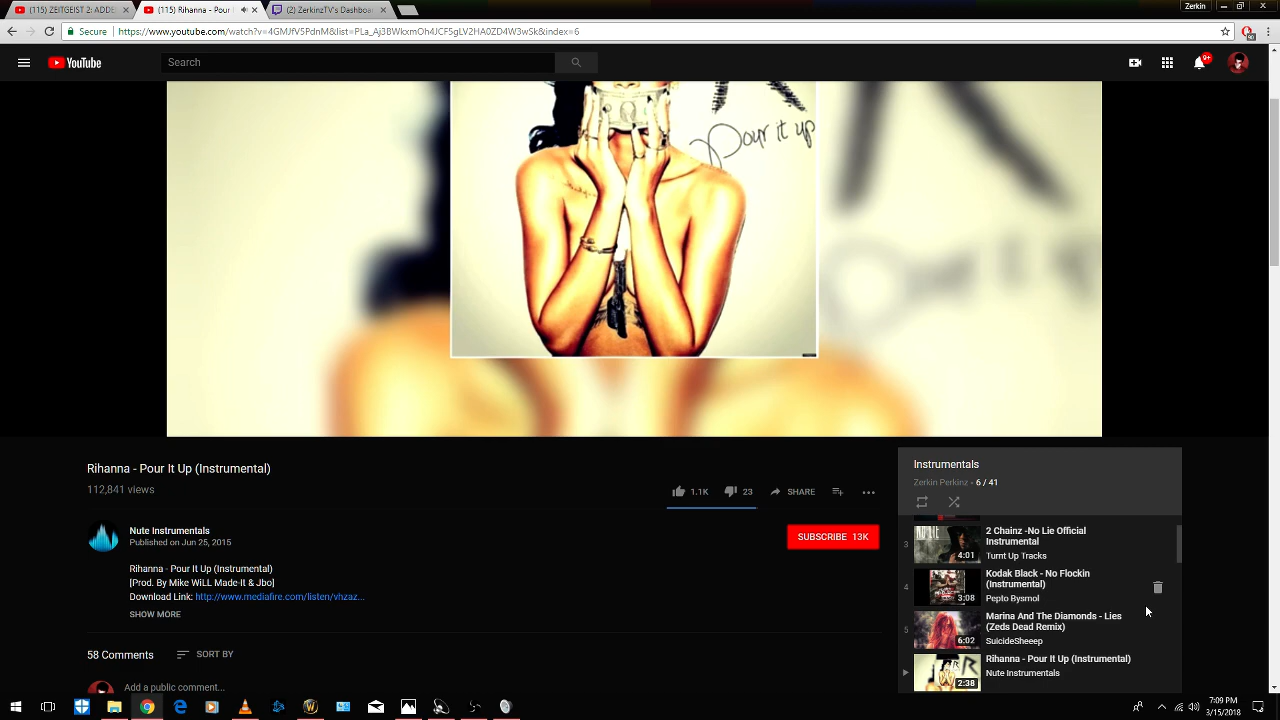 (115) ZEITGEIST 2: ADDE
(115) Rihanna - Pour I
(2) ZerkinzTV's Dashboa
Zerkin
Secure
https://www.youtube.com/watch?v=4GMJfV5PdnM&list=PLa_Aj3BWkxmOh4JCF5gLV2HA0ZD4W3wSk&index=6
YouTube
Search
9+
Pour it up
Rihanna - Pour It Up (Instrumental)
112,841 views
1.1K
23
SHARE
Nute Instrumentals
Published on Jun 25, 2015
SUBSCRIBE 13K
Rihanna - Pour It Up (Instrumental)
[Prod. By Mike WiLL Made-It & Jbo]
Download Link: http://www.mediafire.com/listen/vhzaz...
SHOW MORE
58 Comments
SORT BY
Add a public comment...
Instrumentals
Zerkin Perkinz - 6 / 41
3
4:01
2 Chainz -No Lie Official
Instrumental
Turnt Up Tracks
4
3:08
Kodak Black - No Flockin
(Instrumental)
Pepto Bysmol
5
6:02
Marina And The Diamonds - Lies
(Zeds Dead Remix)
SuicideSheeep
2:38
Rihanna - Pour It Up (Instrumental)
Nute Instrumentals
7:09 PM
3/15/2018